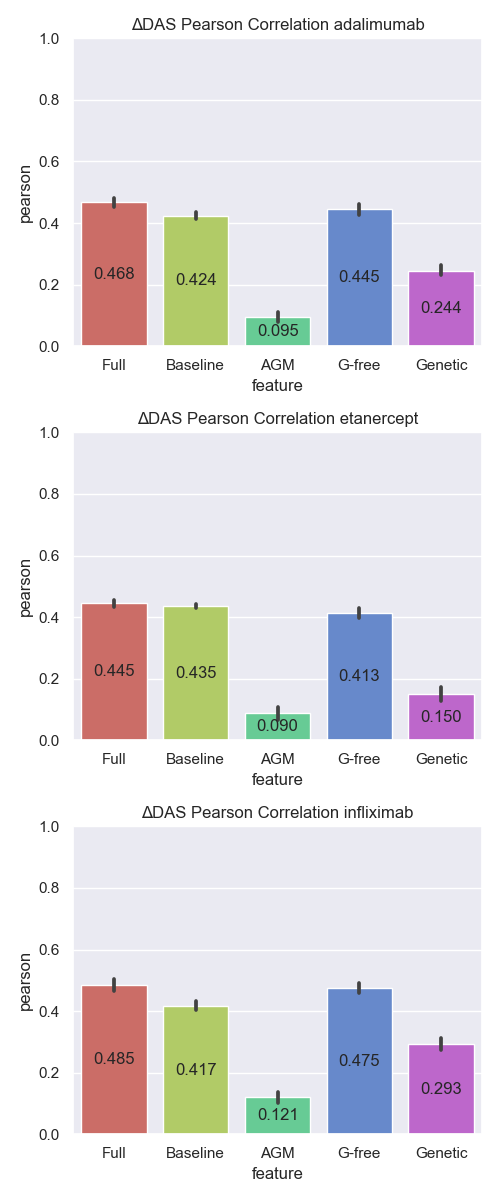 ΔDAS Pearson Correlation adalimumab
1.0
0.8
0.6
0.4
0.2
0.0
pearson
0.468
0.424
0.095
0.445
0.244
Full Baseline AGM G-free Genetic
feature
ΔDAS Pearson Correlation etanercept
1.0
0.8
0.6
0.4
0.2
0.0
pearson
0.445
0.435
0.090
0.413
0.150
Full Baseline AGM G-free Genetic
feature
ΔDAS Pearson Correlation infliximab
1.0
0.8
0.6
0.4
0.2
0.0
pearson
0.485
0.417
0.121
0.475
0.293
Full Baseline AGM G-free Genetic
feature